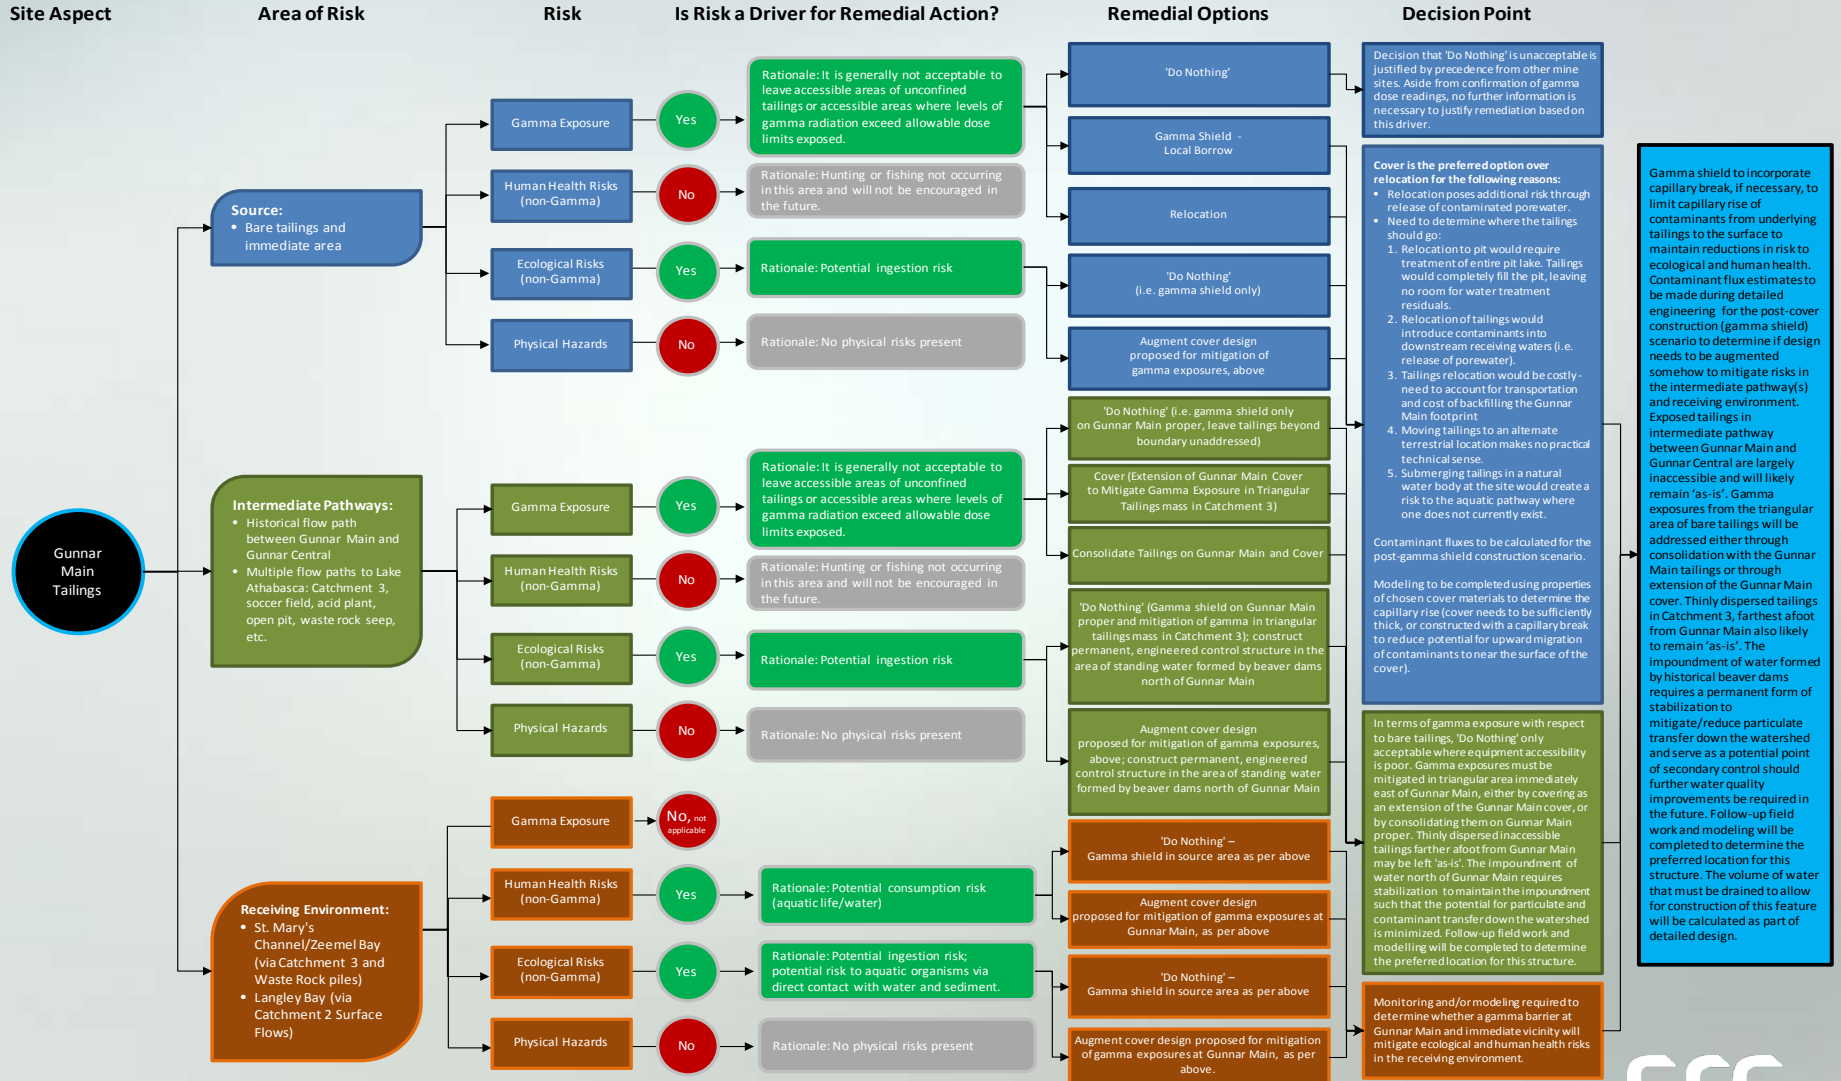 Site Aspect
Area of Risk
Risk
Is Risk a Driver for Remedial Action?
Remedial Options
Decision Point
Gunnar
Main
Tailings
Source:
• Bare tailings and
immediate area
Gamma Exposure
Yes
Rationale: It is generally not acceptable to
leave accessible areas of unconfined
tailings or accessible areas where levels of
gamma radiation exceed allowable dose
limits exposed.
Human Health Risks
(non-Gamma)
No
Rationale: Hunting or fishing not occurring
in this area and will not be encouraged in
the future.
Ecological Risks
(non-Gamma)
Yes
Rationale: Potential ingestion risk
Physical Hazards
No
Rationale: No physical risks present
'Do Nothing'
Gamma Shield -
Local Borrow
Relocation
'Do Nothing'
(i.e. gamma shield only)
Augment cover design
proposed for mitigation of
gamma exposures, above
Intermediate Pathways:
• Historical flow path
between Gunnar Main and
Gunnar Central
• Multiple flow paths to Lake
Athabasca: Catchment 3,
soccer field, acid plant,
open pit, waste rock seep,
etc.
Gamma Exposure
Yes
Rationale: It is generally not acceptable to
leave accessible areas of unconfined
tailings or accessible areas where levels of
gamma radiation exceed allowable dose
limits exposed.
Human Health Risks
(non-Gamma)
No
Rationale: Hunting or fishing not occurring
in this area and will not be encouraged in
the future.
Ecological Risks
(non-Gamma)
Yes
Rationale: Potential ingestion risk
Physical Hazards
No
Rationale: No physical risks present
'Do Nothing' (i.e. gamma shield only
on Gunnar Main proper, leave tailings beyond
boundary unaddressed)
Cover (Extension of Gunnar Main Cover
to Mitigate Gamma Exposure in Triangular
Tailings mass in Catchment 3)
Consolidate Tailings on Gunnar Main and Cover
'Do Nothing' (Gamma shield on Gunnar Main
proper and mitigation of gamma in triangular
tailings mass in Catchment 3); construct
permanent, engineered control structure in the
area of standing water formed by beaver dams
north of Gunnar Main
Augment cover design
proposed for mitigation of gamma exposures,
above; construct permanent, engineered
control structure in the area of standing water
formed by beaver dams north of Gunnar Main
Receiving Environment:
• St. Mary's
Channel/Zeemel Bay
(via Catchment 3 and
Waste Rock piles)
• Langley Bay (via
Catchment 2 Surface
Flows)
Gamma Exposure
No, not
applicable
Human Health Risks
(non-Gamma)
Yes
Rationale: Potential consumption risk
(aquatic life/water)
Ecological Risks
(non-Gamma)
Yes
Rationale: Potential ingestion risk;
potential risk to aquatic organisms via
direct contact with water and sediment.
Physical Hazards
No
Rationale: No physical risks present
'Do Nothing' –
Gamma shield in source area as per above
Augment cover design
proposed for mitigation of gamma exposures at
Gunnar Main, as per above
'Do Nothing' –
Gamma shield in source area as per above
Augment cover design proposed for mitigation
of gamma exposures at Gunnar Main, as per
above.
Decision that 'Do Nothing' is unacceptable is
justified by precedence from other mine
sites. Aside from confirmation of gamma
dose readings, no further information is
necessary to justify remediation based on
this driver.
Cover is the preferred option over
relocation for the following reasons:
• Relocation poses additional risk through
release of contaminated porewater.
• Need to determine where the tailings
should go:
1. Relocation to pit would require
treatment of entire pit lake. Tailings
would completely fill the pit, leaving
no room for water treatment
residuals.
2. Relocation of tailings would
introduce contaminants into
downstream receiving waters (i.e.
release of porewater).
3. Tailings relocation would be costly -
need to account for transportation
and cost of backfilling the Gunnar
Main footprint
4. Moving tailings to an alternate
terrestrial location makes no practical
technical sense.
5. Submerging tailings in a natural
water body at the site would create a
risk to the aquatic pathway where
one does not currently exist.
Contaminant fluxes to be calculated for the
post-gamma shield construction scenario.
Modeling to be completed using properties
of chosen cover materials to determine the
capillary rise (cover needs to be sufficiently
thick, or constructed with a capillary break
to reduce potential for upward migration
of contaminants to near the surface of the
cover).
In terms of gamma exposure with respect
to bare tailings, 'Do Nothing' only
acceptable where equipment accessibility
is poor. Gamma exposures must be
mitigated in triangular area immediately
east of Gunnar Main, either by covering as
an extension of the Gunnar Main cover, or
by consolidating them on Gunnar Main
proper. Thinly dispersed inaccessible
tailings farther afoot from Gunnar Main
may be left 'as-is'. The impoundment of
water north of Gunnar Main requires
stabilization to maintain the impoundment
such that the potential for particulate and
contaminant transfer down the watershed
is minimized. Follow-up field work and
modelling will be completed to determine
the preferred location for this structure.
Monitoring and/or modeling required to
determine whether a gamma barrier at
Gunnar Main and immediate vicinity will
mitigate ecological and human health risks
in the receiving environment.
Gamma shield to incorporate
capillary break, if necessary, to
limit capillary rise of
contaminants from underlying
tailings to the surface to
maintain reductions in risk to
ecological and human health.
Contaminant flux estimates to
be made during detailed
engineering for the post-cover
construction (gamma shield)
scenario to determine if design
needs to be augmented
somehow to mitigate risks in
the intermediate pathway(s)
and receiving environment.
Exposed tailings in
intermediate pathway
between Gunnar Main and
Gunnar Central are largely
inaccessible and will likely
remain 'as-is'. Gamma
exposures from the triangular
area of bare tailings will be
addressed either through
consolidation with the Gunnar
Main tailings or through
extension of the Gunnar Main
cover. Thinly dispersed tailings
in Catchment 3, farthest afoot
from Gunnar Main also likely
to remain 'as-is'. The
impoundment of water formed
by historical beaver dams
requires a permanent form of
stabilization to
mitigate/reduce particulate
transfer down the watershed
and serve as a potential point
of secondary control should
further water quality
improvements be required in
the future. Follow-up field
work and modeling will be
completed to determine the
preferred location for this
structure. The volume of water
that must be drained to allow
for construction of this feature
will be calculated as part of
detailed design.